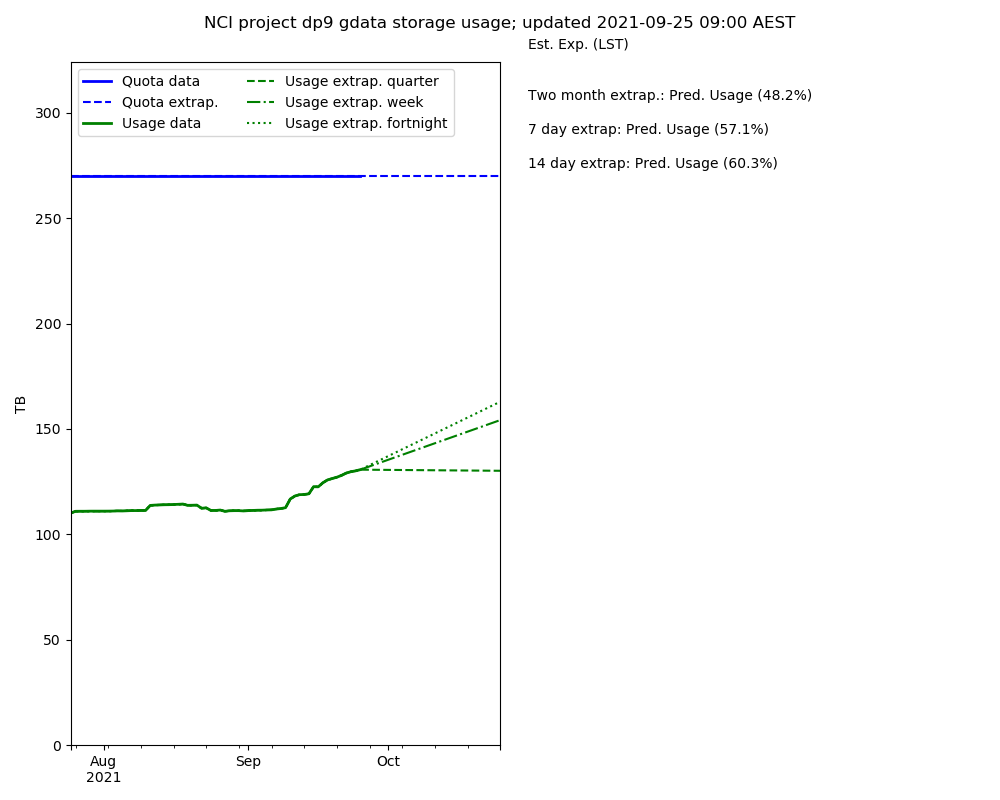 NCI project dp9 gdata storage usage; updated 2021-09-25 09:00 AEST
Est. Exp. (LST)
Two month extrap.: Pred. Usage (48.2%)
7 day extrap: Pred. Usage (57.1%)
14 day extrap: Pred. Usage (60.3%)
Quota data
Quota extrap.
Usage data
Usage extrap. quarter
Usage extrap. week
Usage extrap. fortnight
TB
300
250
200
150
100
50
0
Aug
2021
Sep
Oct